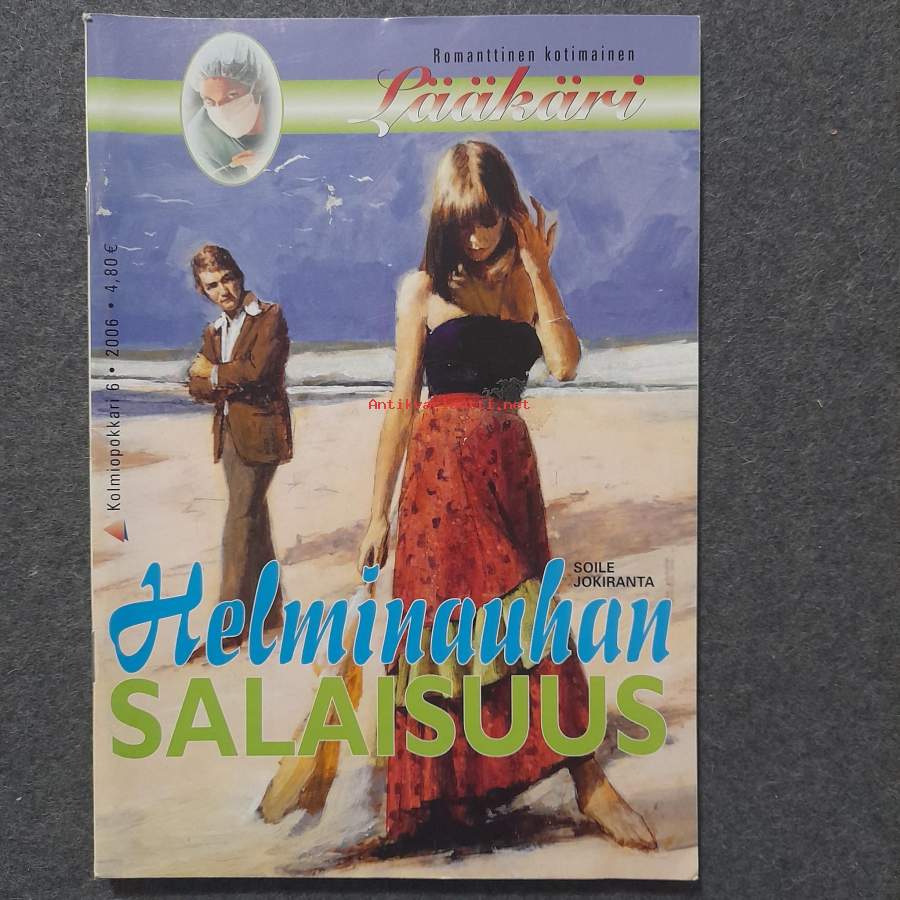 Romanttinen kotimainen
Lääkäri
Kolmiopokkari 6 • 2006 • 4,80 €
SOILE
JOKIRANTA
Helminauhan
SALAISUUS